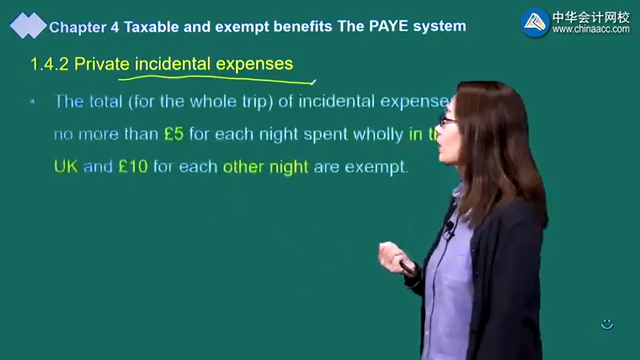 Chapter 4 Taxable and exempt benefits The PAYE system
中华会计网校
www.chinaacc.com
1.4.2 Private incidental expenses
The total (for the whole trip) of incidental expense
no more than £5 for each night spent wholly in
UK and £10 for each other night are exempt.